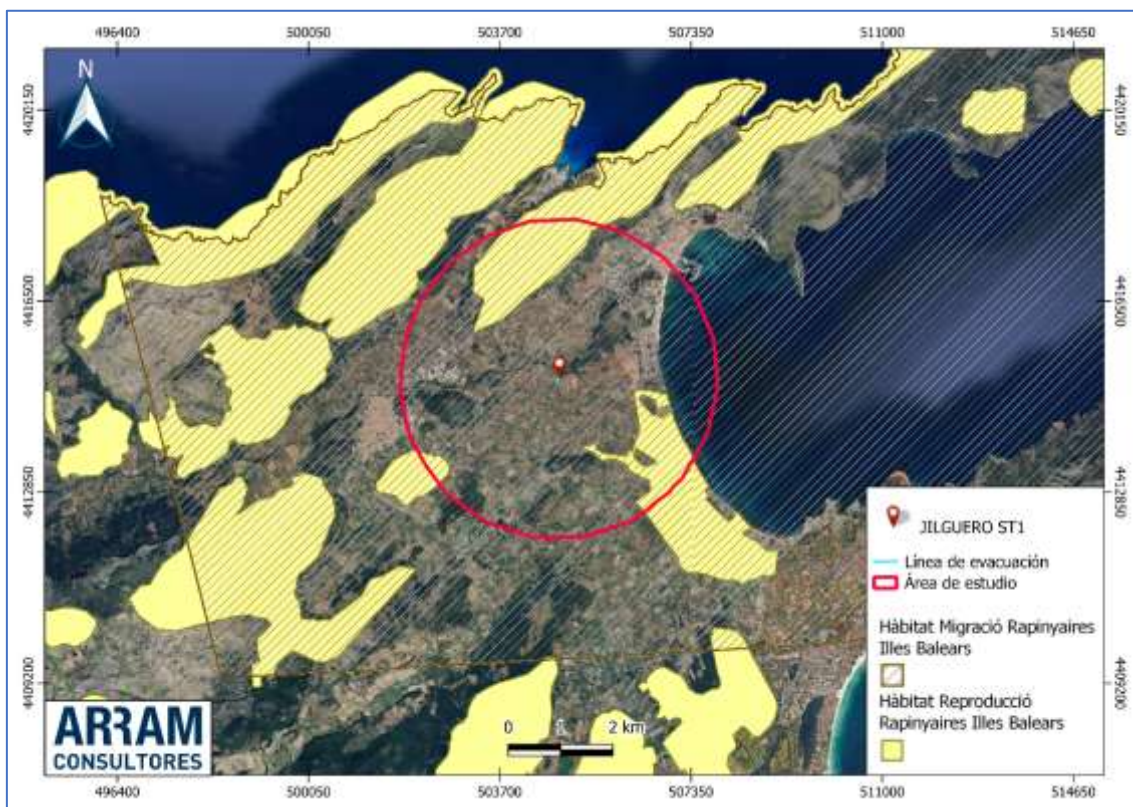 496400 500050 503700 507350 511000 514650
N
4420150 4420150
4416500 4416500
4412850 4412850
4409200 4409200
JILGUERO ST1
Línea de evacuación
Área de estudio
Hàbitat Migració Rapinyaires
Illes Balears
Hàbitat Reproducció
Rapinyaires Illes Balears
0 1 2 km
ARRAM
CONSULTORES
496400 500050 503700 507350 511000 514650